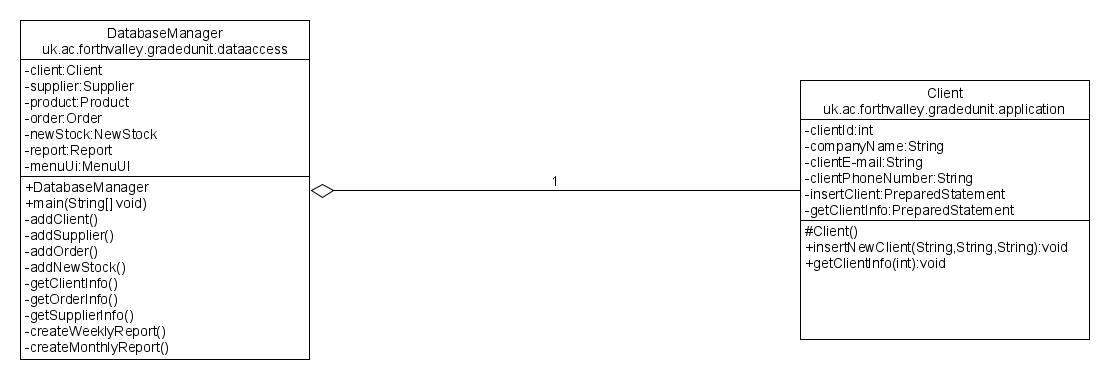 DatabaseManager
uk.ac.forthvalley.gradedunit.dataaccess
-client:Client
-supplier:Supplier
-product:Product
-order:Order
-newStock:NewStock
-report:Report
-menuUi:MenuUI
+DatabaseManager
+main(String[] void)
-addClient()
-addSupplier()
-addOrder()
-addNewStock()
-getClientInfo()
-getOrderInfo()
-getSupplierInfo()
-createWeeklyReport()
-createMonthlyReport()
1
Client
uk.ac.forthvalley.gradedunit.application
-clientId:int
-companyName:String
-clientE-mail:String
-clientPhoneNumber:String
-insertClient:PreparedStatement
-getClientInfo:PreparedStatement
#Client()
+insertNewClient(String,String,String):void
+getClientInfo(int):void